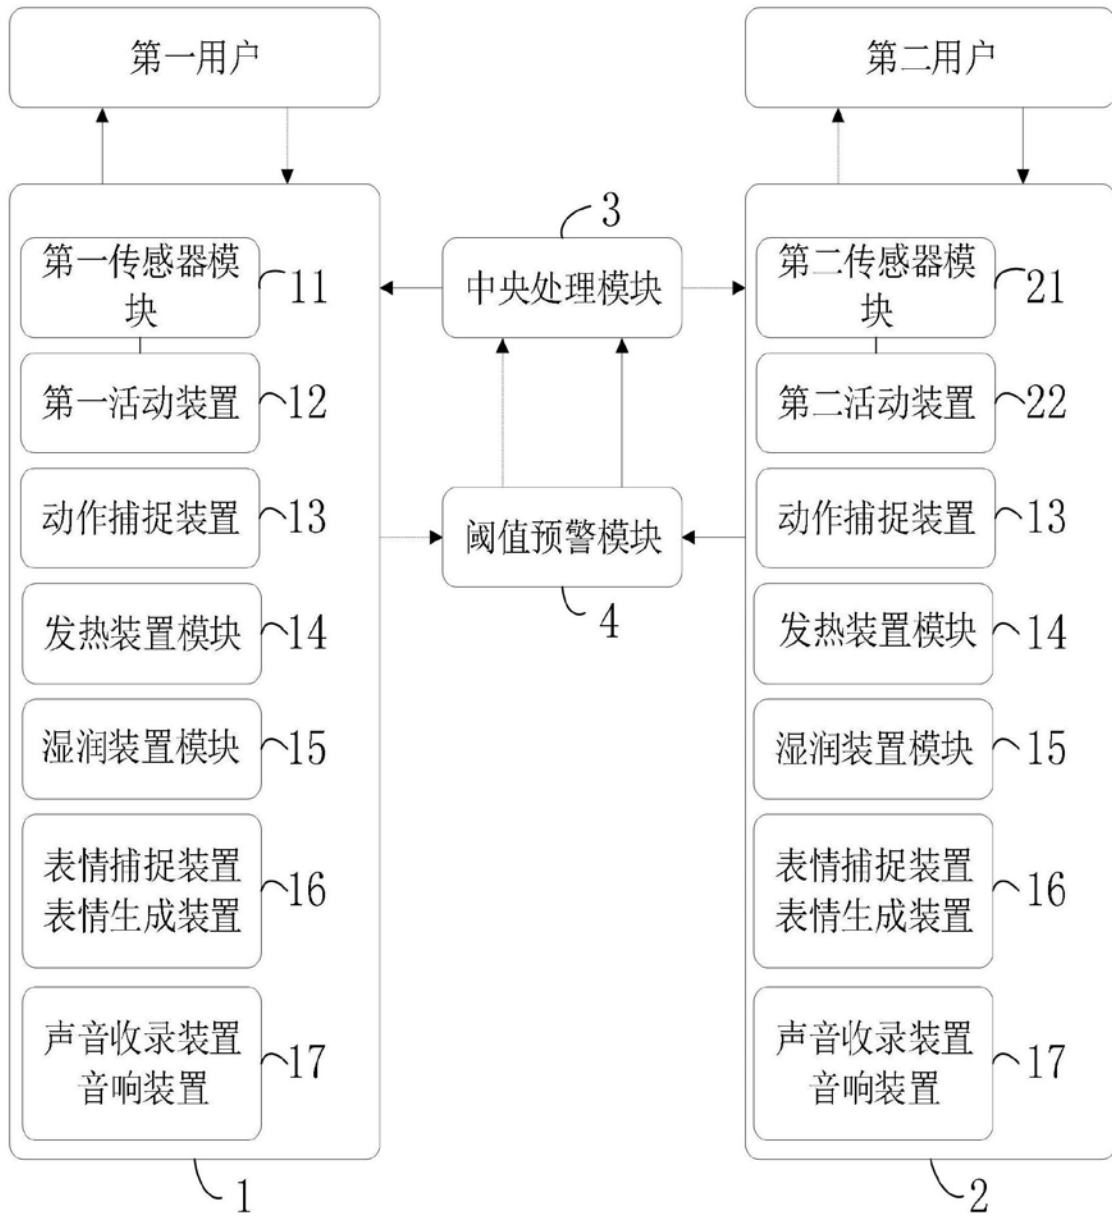 第一用户
第二用户
3
第一传感器模
块
11
中央处理模块
第二传感器模
块
21
第一活动装置
12
第二活动装置
22
动作捕捉装置
13
阈值预警模块
4
动作捕捉装置
13
发热装置模块
14
发热装置模块
14
湿润装置模块
15
湿润装置模块
15
表情捕捉装置
表情生成装置
16
表情捕捉装置
表情生成装置
16
声音收录装置
音响装置
17
声音收录装置
音响装置
17
1
2